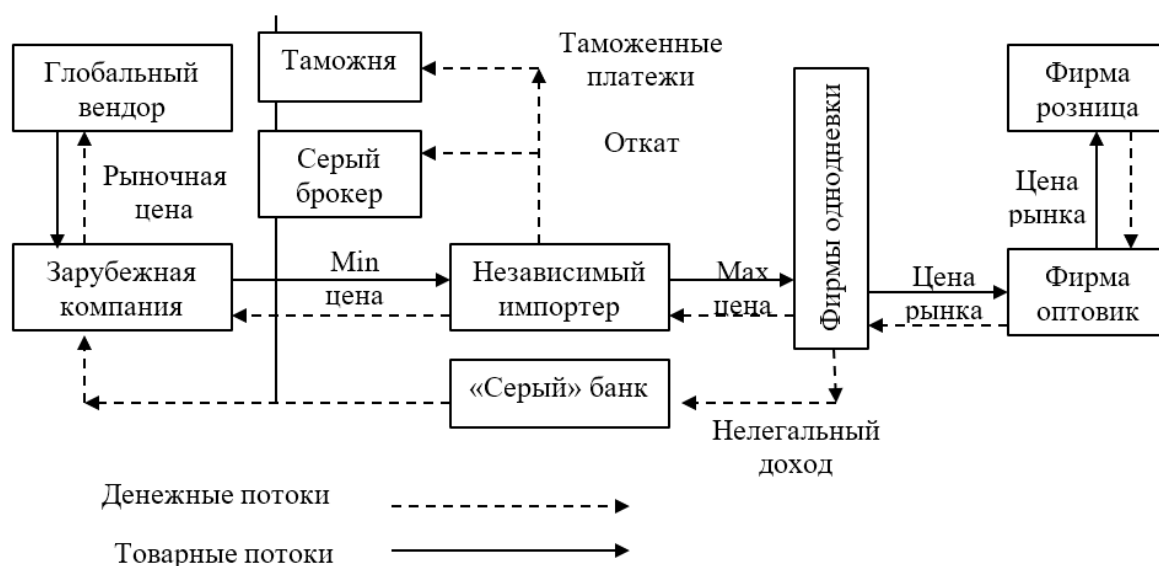 Глобальный
вендор
Таможня
Таможенные
платежи
Серый
брокер
Откат
Рыночная
цена
Зарубежная
компания
Min
цена
Независимый
импортер
Max
цена
Фирмы однодневки
Цена
рынка
Фирма
розница
Цена
рынка
Фирма
оптовик
«Серый» банк
Нелегальный
доход
Денежные потоки
Товарные потоки